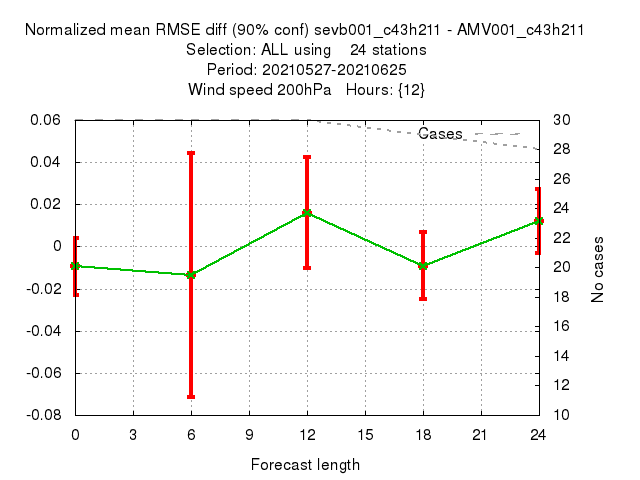 Normalized mean RMSE diff (90% conf) sevb001_c43h211 - AMV001_c43h211
Selection: ALL using 24 stations
Period: 20210527-20210625
Wind speed 200hPa Hours: {12}
0.06
0.04
0.02
0
-0.02
-0.04
-0.06
-0.08
Cases
30
28
26
24
22
20
18
16
14
12
10
No cases
0 3 6 9 12 15 18 21 24
Forecast length